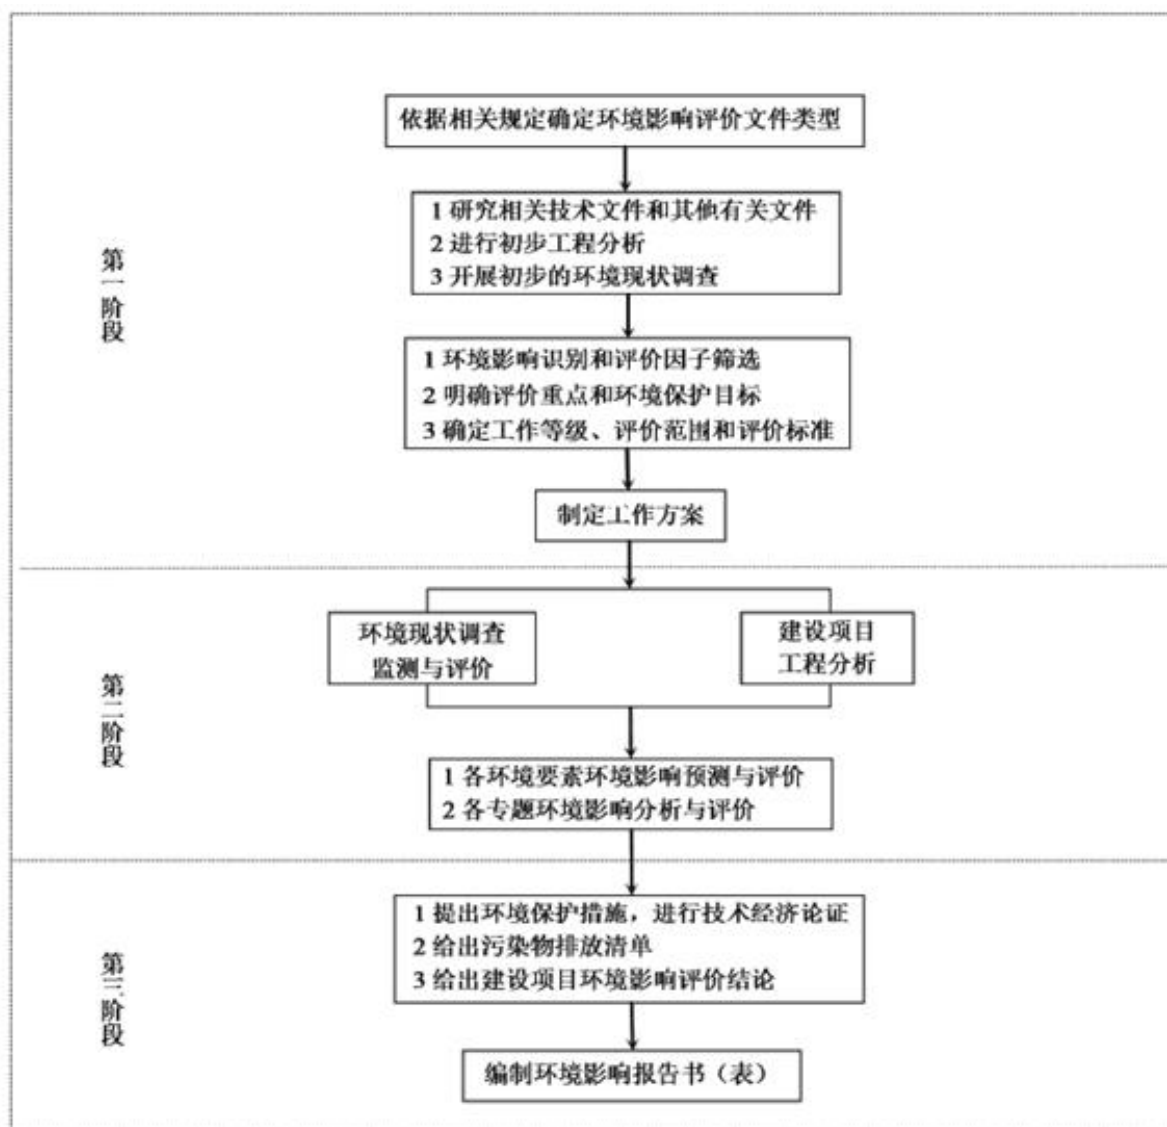 依据相关规定确定环境影响评价文件类型
1 研究相关技术文件和其他有关文件
2 进行初步工程分析
3 开展初步的环境现状调查
第一阶段
1 环境影响识别和评价因子筛选
2 明确评价重点和环境保护目标
3 确定工作等级、评价范围和评价标准
制定工作方案
环境现状调查
监测与评价
建设项目
工程分析
第二阶段
1 各环境要素环境影响预测与评价
2 各专题环境影响分析与评价
1 提出环境保护措施，进行技术经济论证
2 给出污染物排放清单
3 给出建设项目环境影响评价结论
第三阶段
编制环境影响报告书（表）